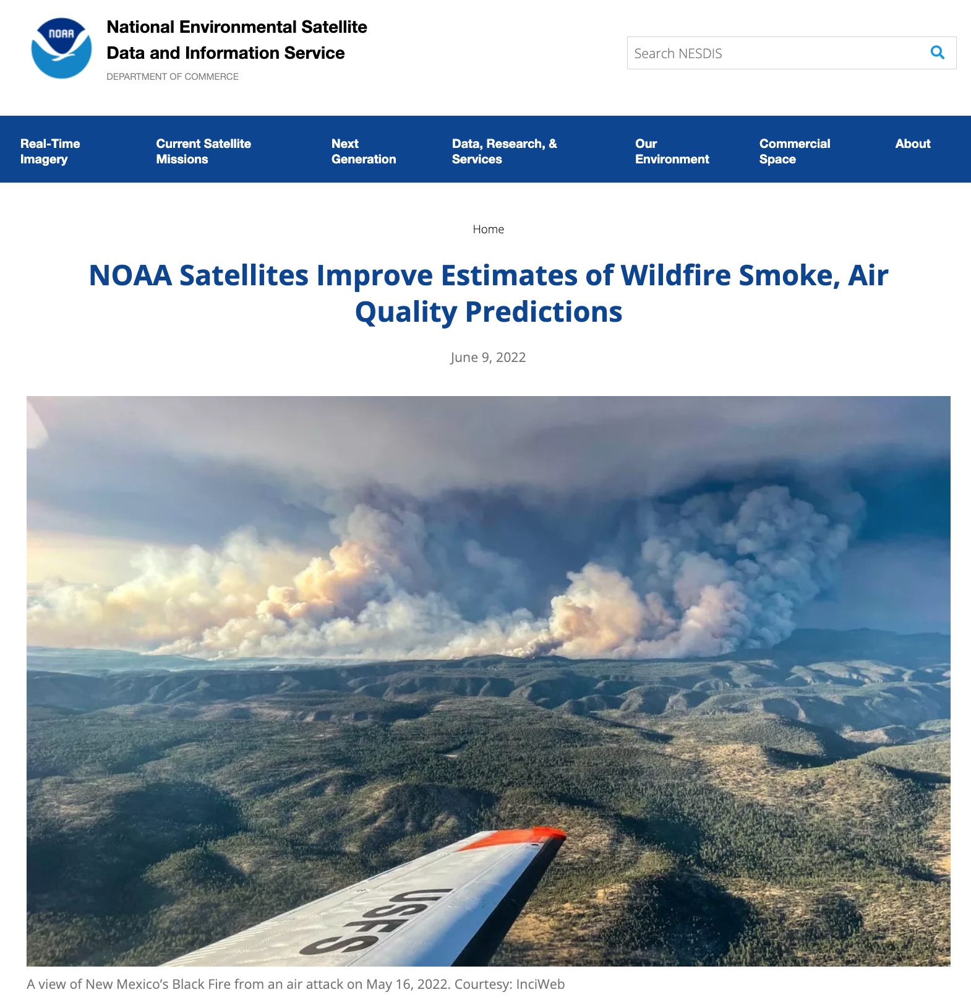 NOAA
National Environmental Satellite
Data and Information Service
DEPARTMENT OF COMMERCE
Search NESDIS
Real-Time
Imagery
Current Satellite
Missions
Next
Generation
Data, Research, &
Services
Our
Environment
Commercial
Space
About
Home
NOAA Satellites Improve Estimates of Wildfire Smoke, Air
Quality Predictions
June 9, 2022
USFS
A view of New Mexico’s Black Fire from an air attack on May 16, 2022. Courtesy: InciWeb